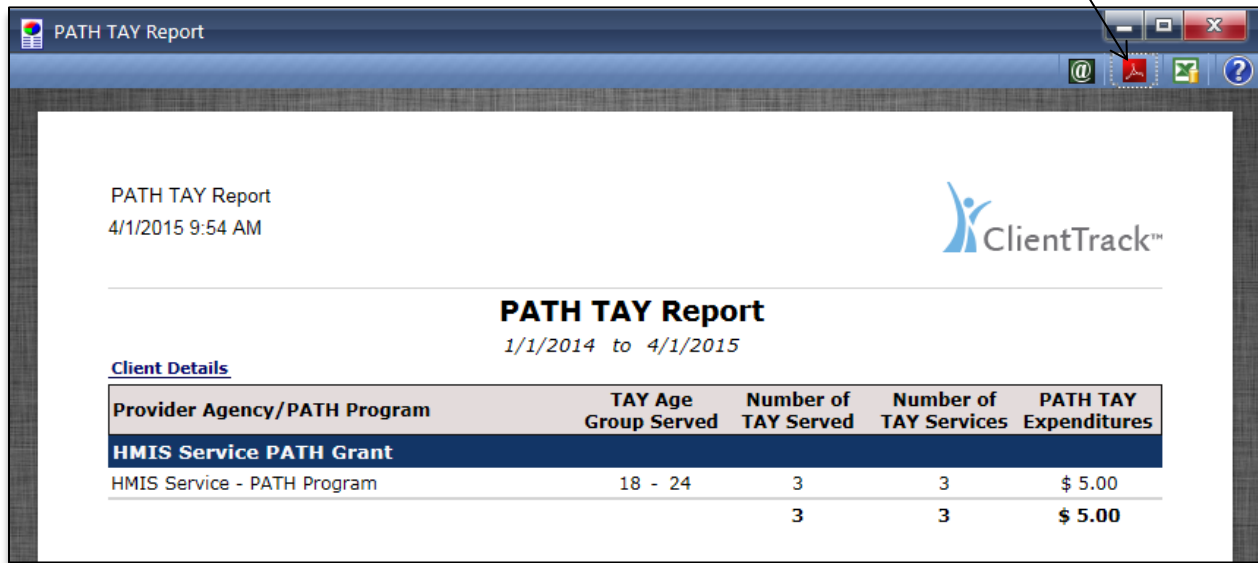 PATH TAY Report
PATH TAY Report
4/1/2015 9:54 AM
ClientTrack™
PATH TAY Report
1/1/2014 to 4/1/2015
Client Details
Provider Agency/PATH Program TAY Age Group Served Number of TAY Served Number of TAY Services PATH TAY Expenditures
HMIS Service PATH Grant
HMIS Service - PATH Program 18 - 24 3 3 $ 5.00
3 3 $ 5.00